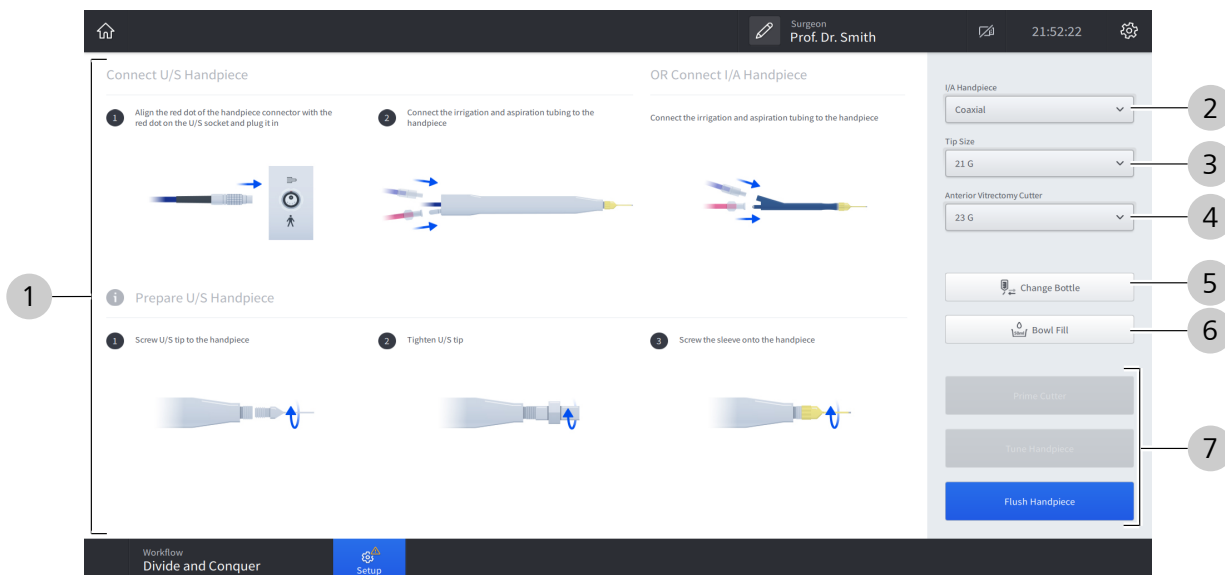 Surgeon
Prof. Dr. Smith
21:52:22
Connect U/S Handpiece
OR Connect I/A Handpiece
1
Align the red dot of the handpiece connector with the
red dot on the U/S socket and plug it in
2
Connect the irrigation and aspiration tubing to the
handpiece
Connect the irrigation and aspiration tubing to the handpiece
I/A Handpiece
Coaxial
2
Tip Size
21 G
3
Anterior Vitrectomy Cutter
23 G
4
1
i
Prepare U/S Handpiece
Change Bottle
5
Bowl Fill
6
1
Screw U/S tip to the handpiece
2
Tighten U/S tip
3
Screw the sleeve onto the handpiece
Prime Cutter
Tune Handpiece
7
Flush Handpiece
Workflow
Divide and Conquer
Setup